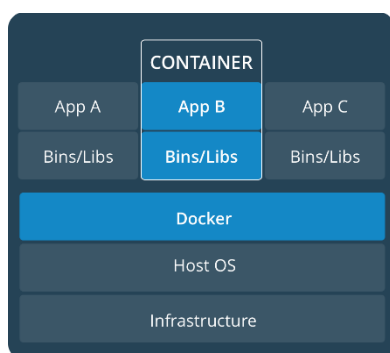 CONTAINER
App A App B App C
Bins/Libs Bins/Libs Bins/Libs
Docker
Host OS
Infrastructure